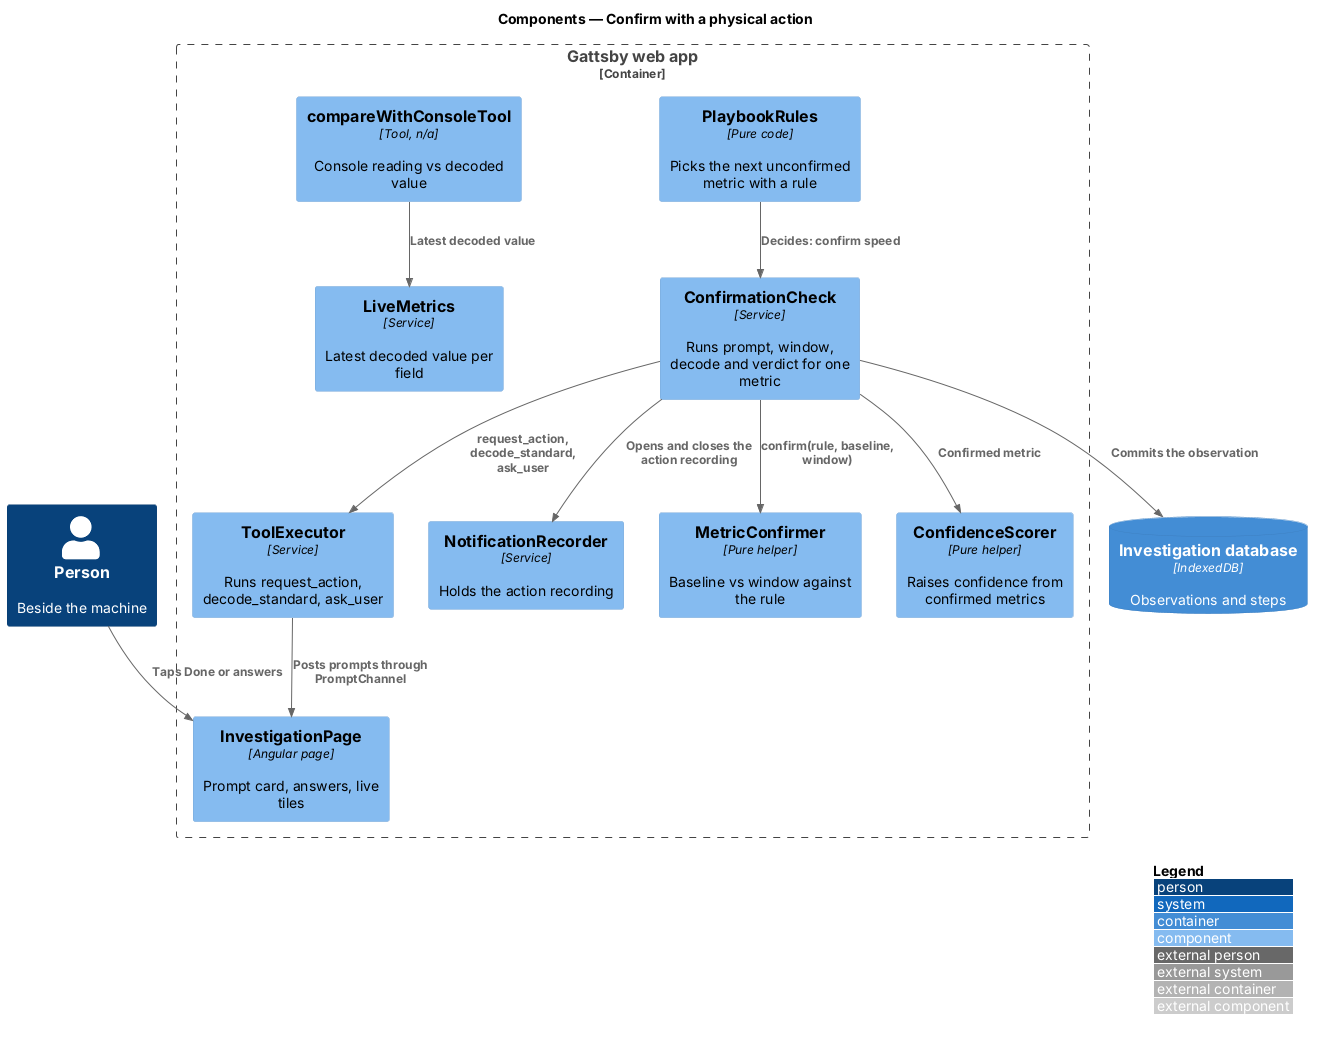 Components — Confirm with a physical action
Gattsby web app
[Container]
compareWithConsoleTool
[Tool, n/a]
Console reading vs decoded
value
PlaybookRules
[Pure code]
Picks the next unconfirmed
metric with a rule
Latest decoded value
Decides: confirm speed
LiveMetrics
[Service]
Latest decoded value per
field
ConfirmationCheck
[Service]
Runs prompt, window,
decode and verdict for one
metric
request_action,
decode_standard,
ask_user
Opens and closes the
action recording
confirm(rule, baseline,
window)
Confirmed metric
Commits the observation
Person
Beside the machine
ToolExecutor
[Service]
Runs request_action,
decode_standard, ask_user
NotificationRecorder
[Service]
Holds the action recording
MetricConfirmer
[Pure helper]
Baseline vs window against
the rule
ConfidenceScorer
[Pure helper]
Raises confidence from
confirmed metrics
Investigation database
[IndexedDB]
Observations and steps
Taps Done or answers
Posts prompts through
PromptChannel
InvestigationPage
[Angular page]
Prompt card, answers, live
tiles
Legend
person
system
container
component
external person
external system
external container
external component